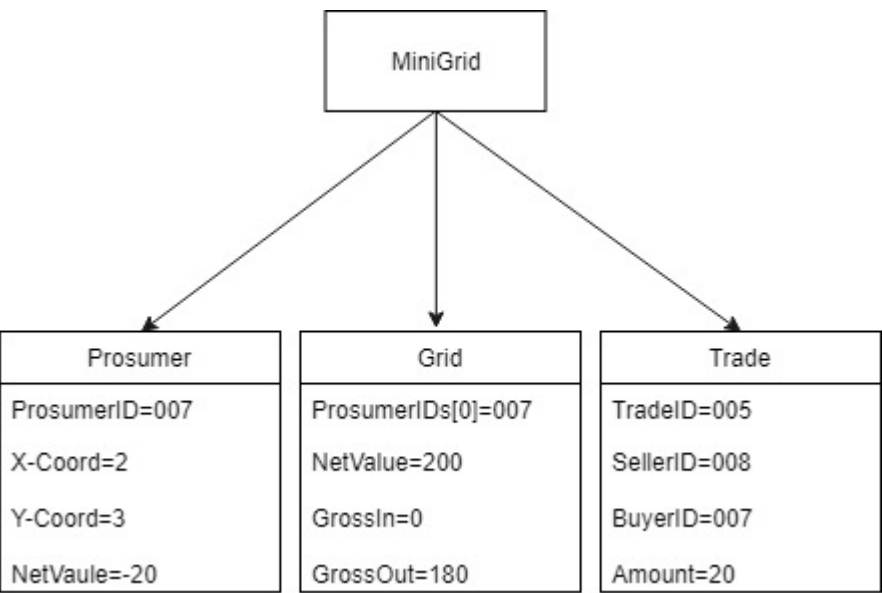 MiniGrid
Prosumer
ProsumerID=007
X-Coord=2
Y-Coord=3
NetVaule=-20
Grid
ProsumerIDs[0]=007
NetValue=200
GrossIn=0
GrossOut=180
Trade
TradeID=005
SellerID=008
BuyerID=007
Amount=20